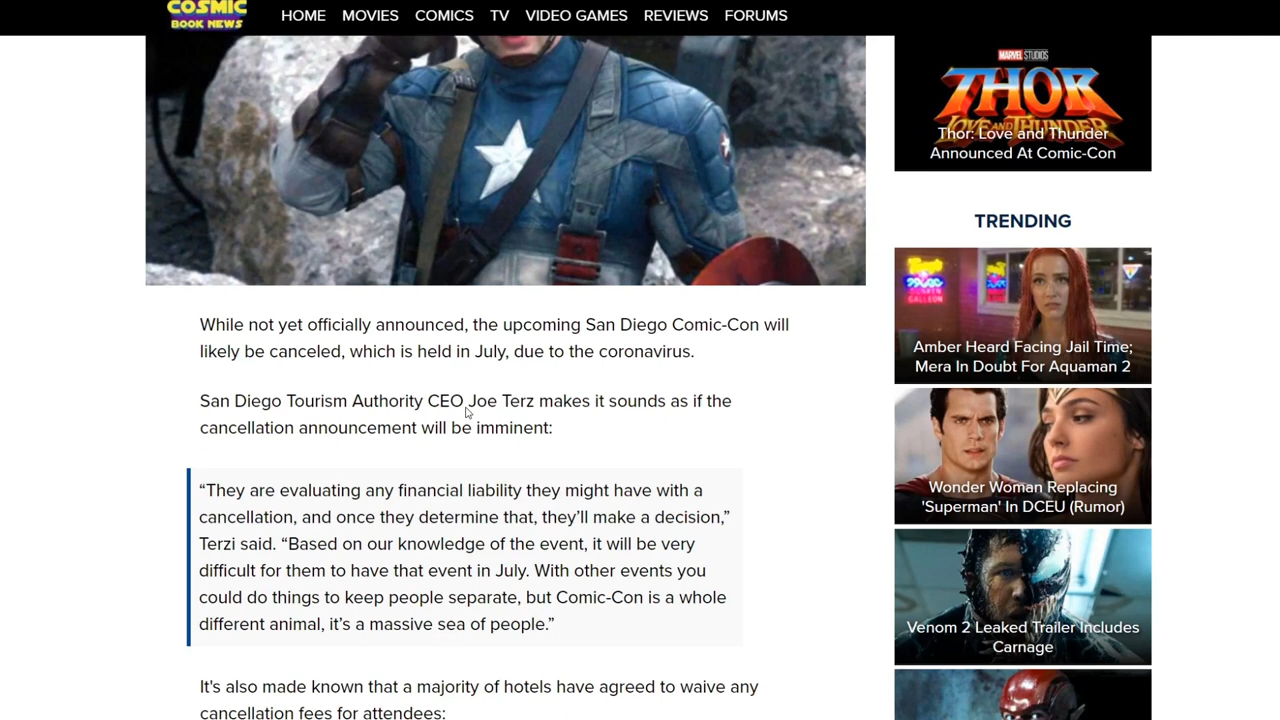 COSMIC
BOOK NEWS
HOME MOVIES COMICS TV VIDEO GAMES REVIEWS FORUMS
MARVEL STUDIOS
THOR
LOVE AND THUNDER
Thor: Love and Thunder
Announced At Comic-Con
While not yet officially announced, the upcoming San Diego Comic-Con will
likely be canceled, which is held in July, due to the coronavirus.
San Diego Tourism Authority CEO Joe Terz makes it sounds as if the
cancellation announcement will be imminent:
“They are evaluating any financial liability they might have with a
cancellation, and once they determine that, they’ll make a decision,”
Terzi said. “Based on our knowledge of the event, it will be very
difficult for them to have that event in July. With other events you
could do things to keep people separate, but Comic-Con is a whole
different animal, it’s a massive sea of people.”
It's also made known that a majority of hotels have agreed to waive any
cancellation fees for attendees:
TRENDING
Amber Heard Facing Jail Time;
Mera In Doubt For Aquaman 2
Wonder Woman Replacing
'Superman' In DCEU (Rumor)
Venom 2 Leaked Trailer Includes
Carnage